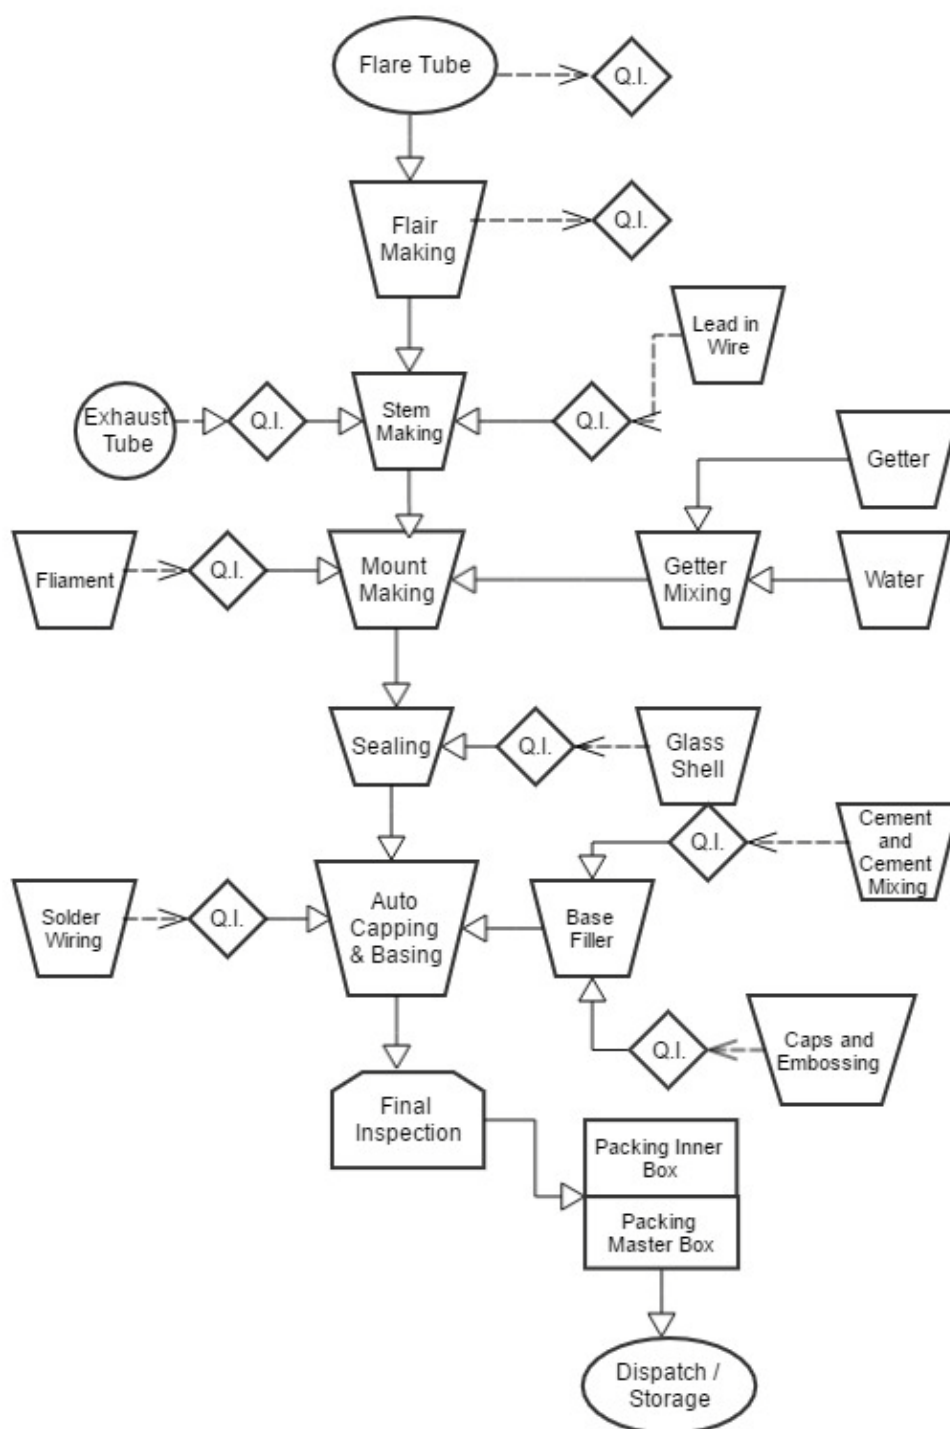 Flare Tube
Q.I.
Flair
Making
Q.I.
Lead in
Wire
Exhaust
Tube
Q.I.
Stem
Making
Q.I.
Getter
Fliament
Q.I.
Mount
Making
Getter
Mixing
Water
Sealing
Q.I.
Glass
Shell
Q.I.
Cement
and
Cement
Mixing
Solder
Wiring
Q.I.
Auto
Capping
& Basing
Base
Filler
Q.I.
Caps and
Embossing
Final
Inspection
Packing Inner
Box
Packing
Master Box
Dispatch /
Storage